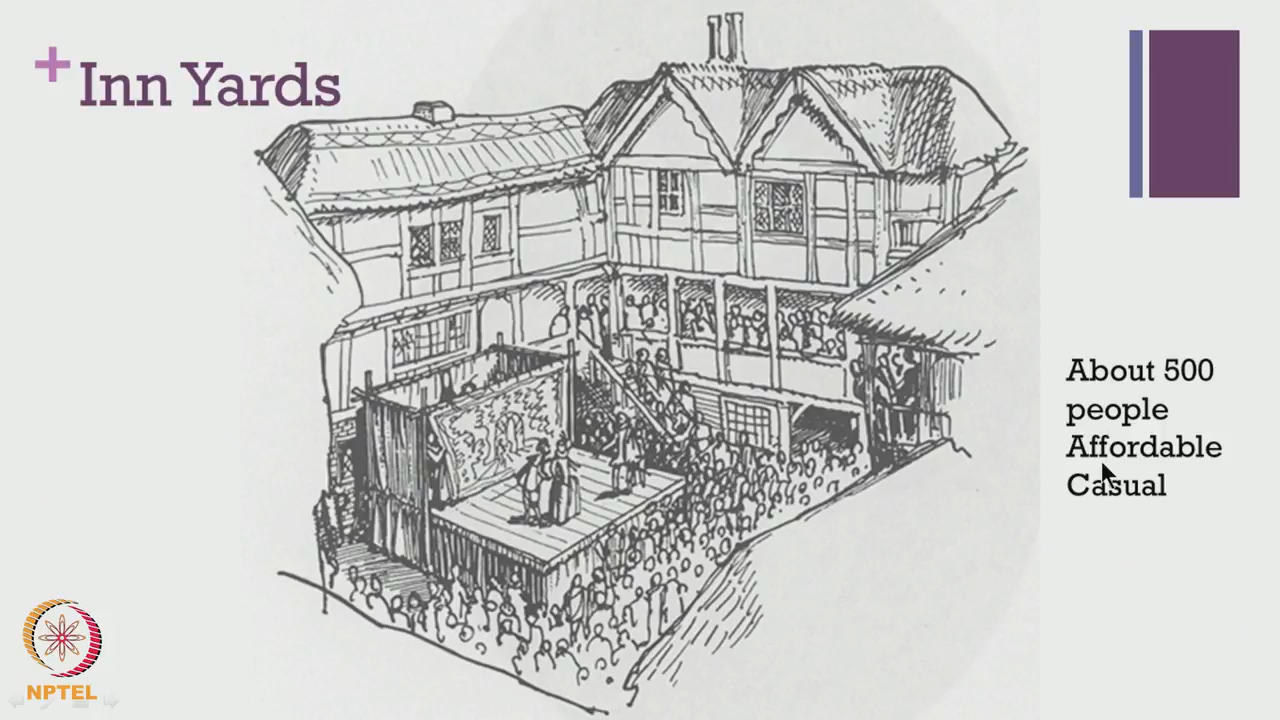 + Inn Yards
About 500
people
Affordable
Casual
NPTEL